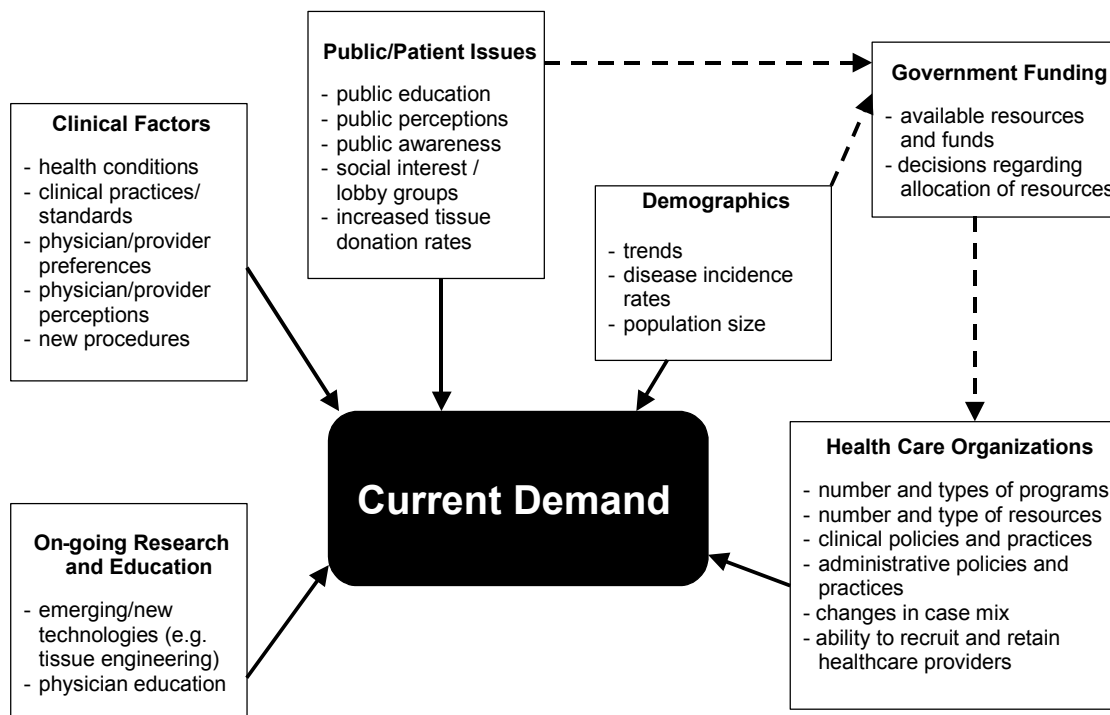 Public/Patient Issues
- public education
- public perceptions
- public awareness
- social interest /
lobby groups
- increased tissue
donation rates
Government Funding
- available resources
and funds
- decisions regarding
allocation of resources
Clinical Factors
- health conditions
- clinical practices/
standards
- physician/provider
preferences
- physician/provider
perceptions
- new procedures
Demographics
- trends
- disease incidence
rates
- population size
Current Demand
Health Care Organizations
- number and types of programs
- number and type of resources
- clinical policies and practices
- administrative policies and
practices
- changes in case mix
- ability to recruit and retain
healthcare providers
On-going Research
and Education
- emerging/new
technologies (e.g.
tissue engineering)
- physician education